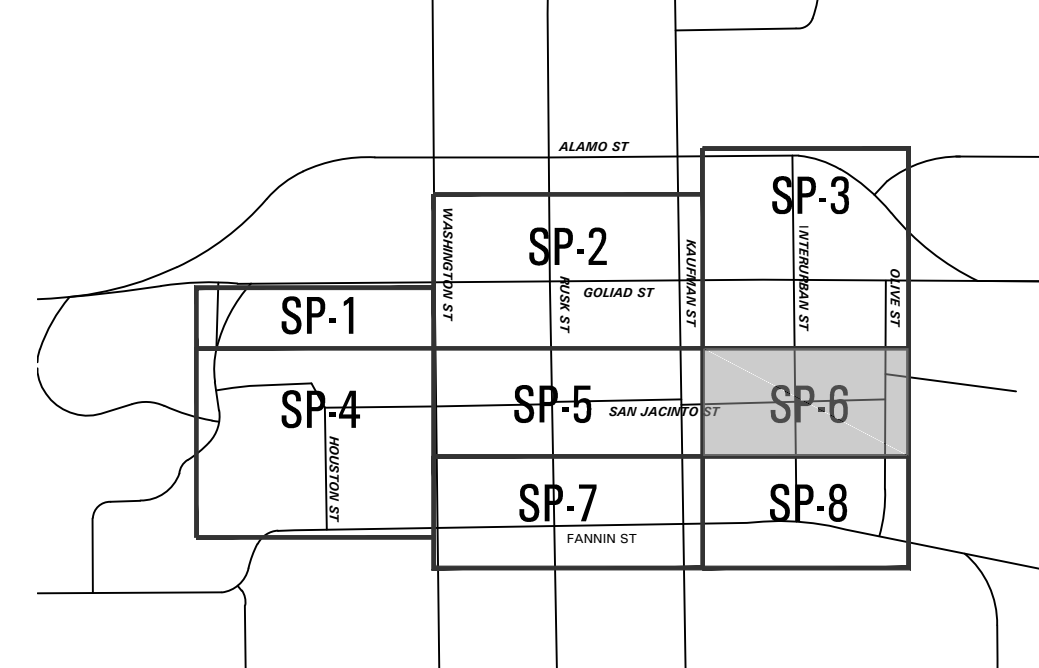 ALAMO ST
SP-3
WASHINGTON ST
SP-2
KAUFMAN ST
INTERURBAN ST
OLIVE ST
RUSK ST
GOLIAD ST
SP-1
SP-4
SP-5
SAN JACINTO ST
SP-6
HOUSTON ST
SP-7
SP-8
FANNIN ST